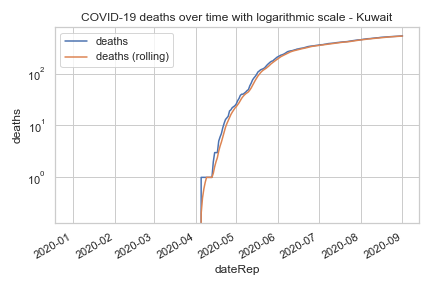 COVID-19 deaths over time with logarithmic scale - Kuwait
deaths
deaths (rolling)
10²
10¹
10⁰
deaths
2020-01
2020-02
2020-03
2020-04
2020-05
2020-06
2020-07
2020-08
2020-09
dateRep